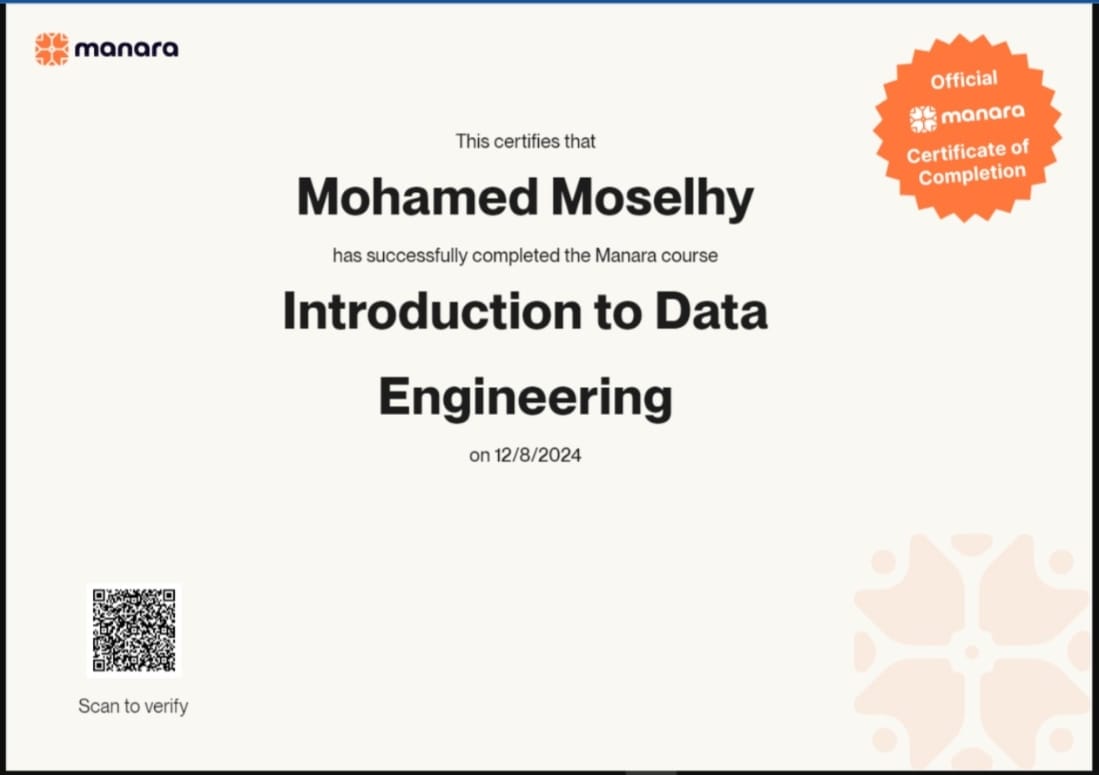 manara
Official
manara
Certificate of
Completion
This certifies that
Mohamed Moselhy
has successfully completed the Manara course
Introduction to Data
Engineering
on 12/8/2024
Scan to verify